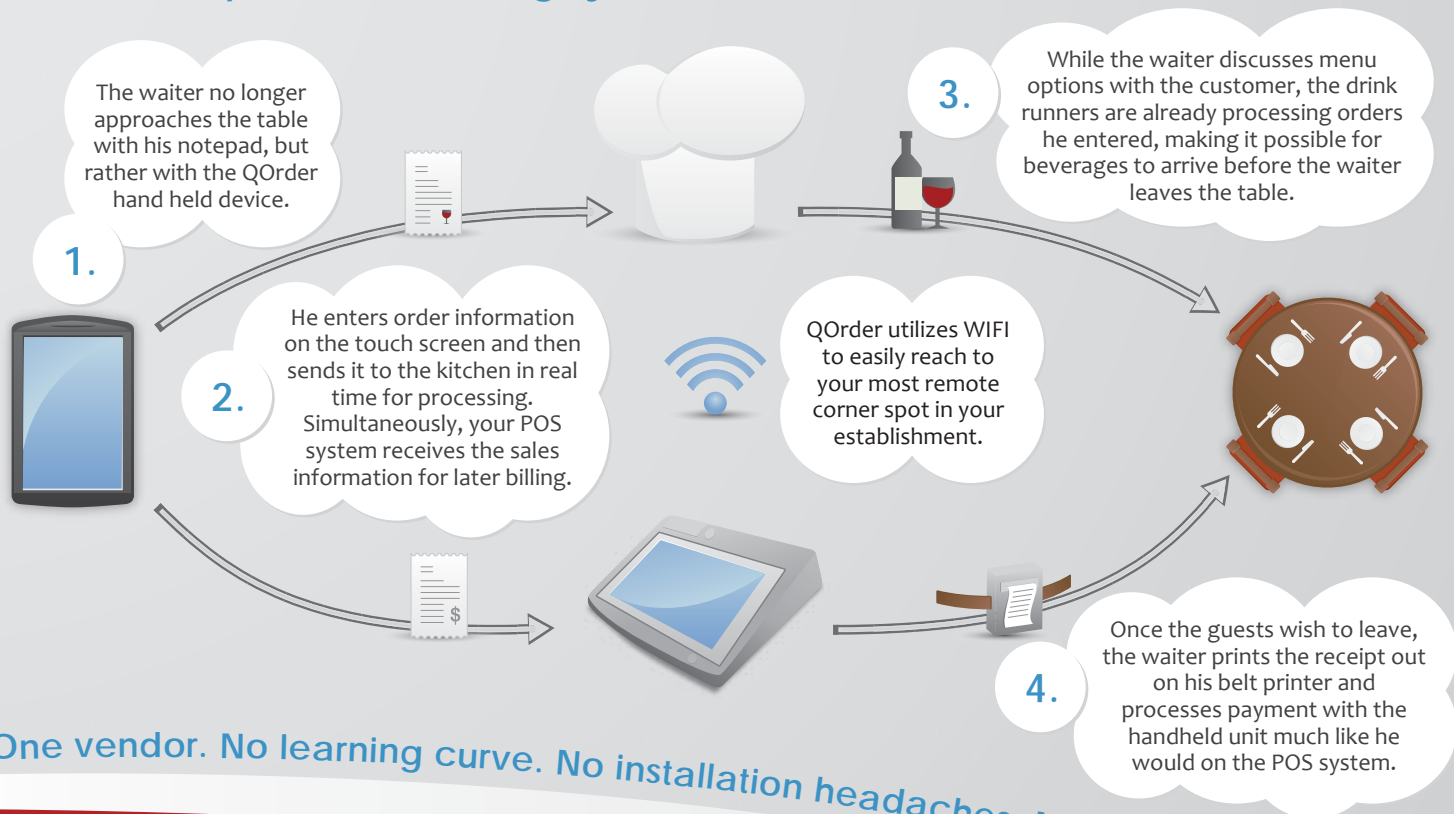 1.
The waiter no longer
approaches the table
with his notepad, but
rather with the QOrder
hand held device.
2.
He enters order information
on the touch screen and then
sends it to the kitchen in real
time for processing.
Simultaneously, your POS
system receives the sales
information for later billing.
3.
While the waiter discusses menu
options with the customer, the drink
runners are already processing orders
he entered, making it possible for
beverages to arrive before the waiter
leaves the table.
QOrder utilizes WIFI
to easily reach to
your most remote
corner spot in your
establishment.
$
4.
Once the guests wish to leave,
the waiter prints the receipt out
on his belt printer and
processes payment with the
handheld unit much like he
would on the POS system.
One vendor. No learning curve. No installation headaches.